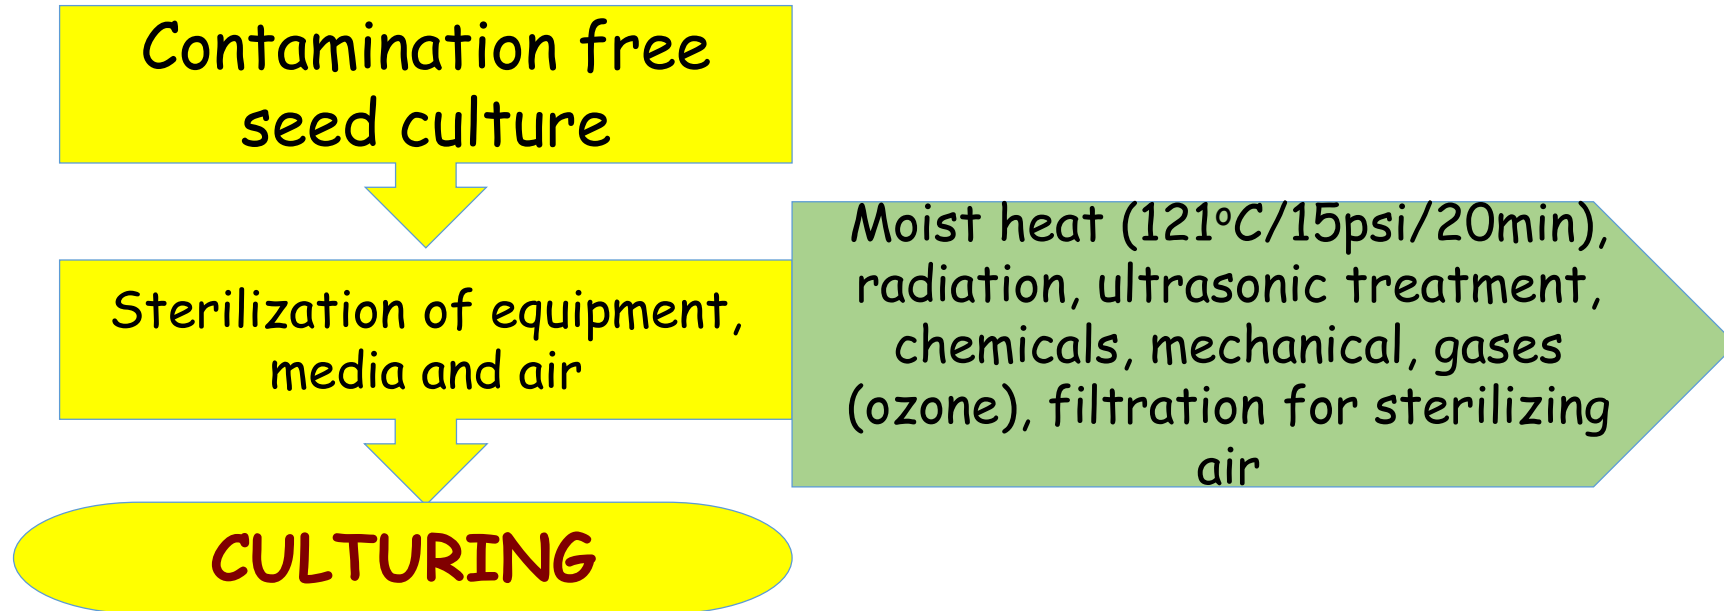 Contamination free
seed culture
Sterilization of equipment,
media and air
Moist heat (121ºC/15psi/20min),
radiation, ultrasonic treatment,
chemicals, mechanical, gases
(ozone), filtration for sterilizing
air
CULTURING